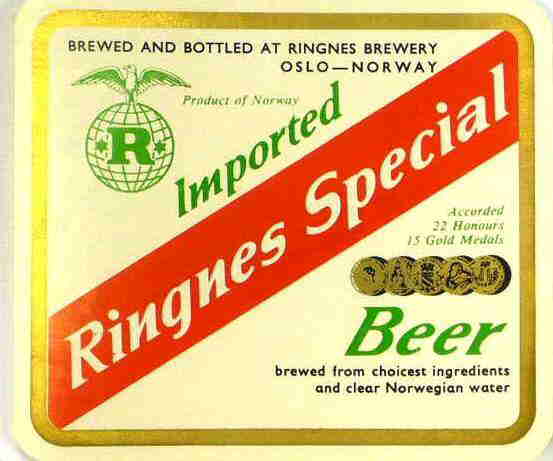 BREWED AND BOTTLED AT RINGNES BREWERY
OSLO—NORWAY
Product of Norway
R
Imported
Ringnes Special
Accorded
22 Honours
15 Gold Medals
Beer
brewed from choicest ingredients
and clear Norwegian water